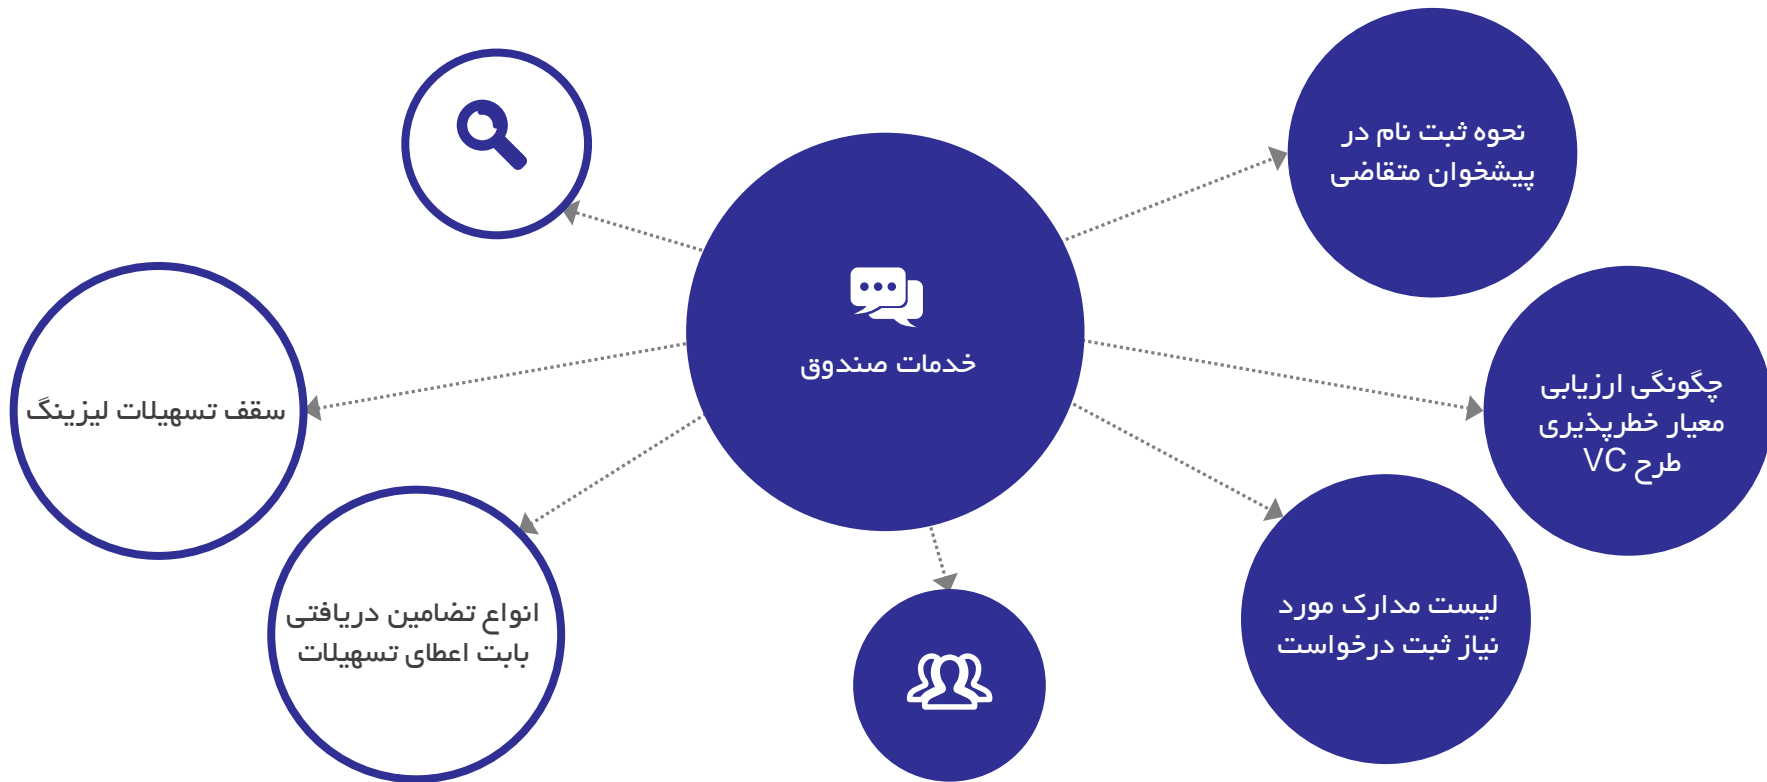 نحوه ثبت نام در
پیشخوان متقاضی
خدمات صندوق
چگونگی ارزیابی
معیار خطرپذیری
طرح VC
سقف تسهیلات لیزینگ
لیست مدارک مورد
نیاز ثبت درخواست
انواع تضامین دریافتی
بابت اعطای تسهیلات